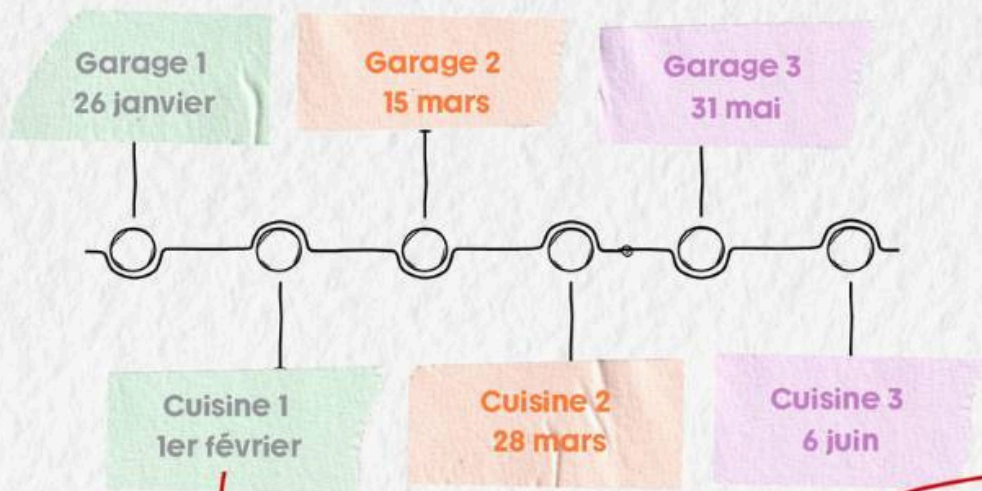 Garage 1
26 janvier
Garage 2
15 mars
Garage 3
31 mai
Cuisine 1
1er février
Cuisine 2
28 mars
Cuisine 3
6 juin